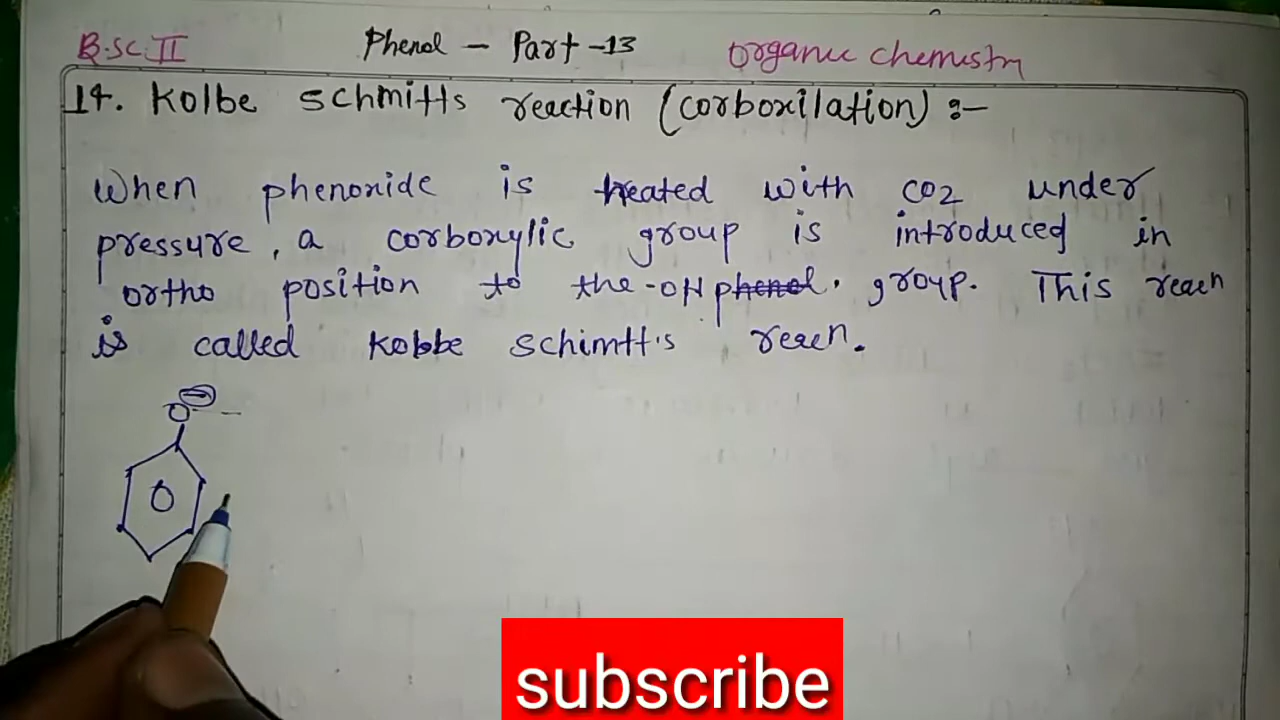 B.SC.II Phenol - Part-13 Organic chemistry
14. Kolbe Schmitts reaction (corboxilation) :-
When phenoxide is treated with CO2 under
pressure, a corboxylic group is introduced in
ortho position to the -OH phenol. group. This reacn
is called Kobbe Schimtt's reacn.
O⊖ -
subscribe